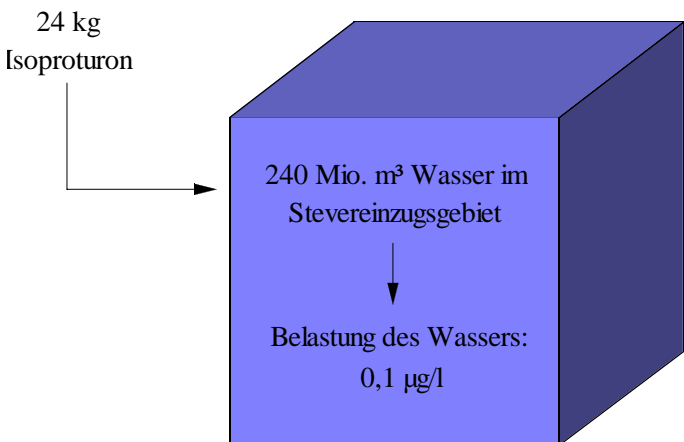 24 kg
Isoproturon
240 Mio. m³ Wasser im
Stevereinzugsgebiet
Belastung des Wassers:
0,1 µg/l